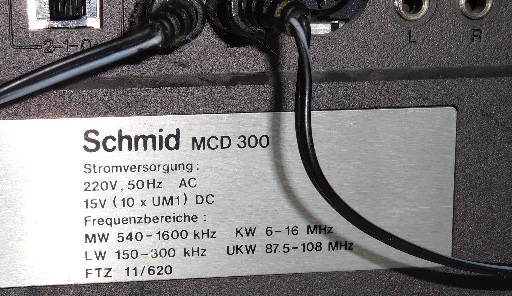 2-1-0
L R
Schmid MCD 300
Stromversorgung:
220V, 50Hz AC
15V (10 x UM1) DC
Frequenzbereiche:
MW 540-1600 kHz KW 6-16 MHz
LW 150-300 kHz UKW 87.5-108 MHz
FTZ 11/620